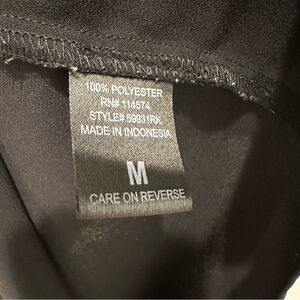 100% POLYESTER
RN# 114574
STYLE# 59931RK
MADE IN INDONESIA
M
CARE ON REVERSE